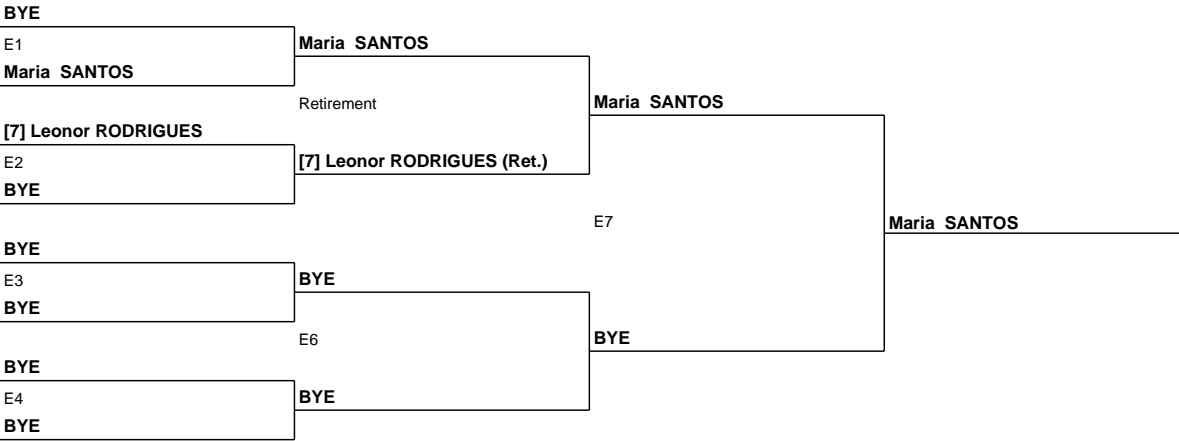 BYE
E1
Maria SANTOS
Maria SANTOS
Retirement
Maria SANTOS
[7] Leonor RODRIGUES
E2
[7] Leonor RODRIGUES (Ret.)
BYE
E7
Maria SANTOS
BYE
E3
BYE
BYE
E6
BYE
BYE
E4
BYE
BYE